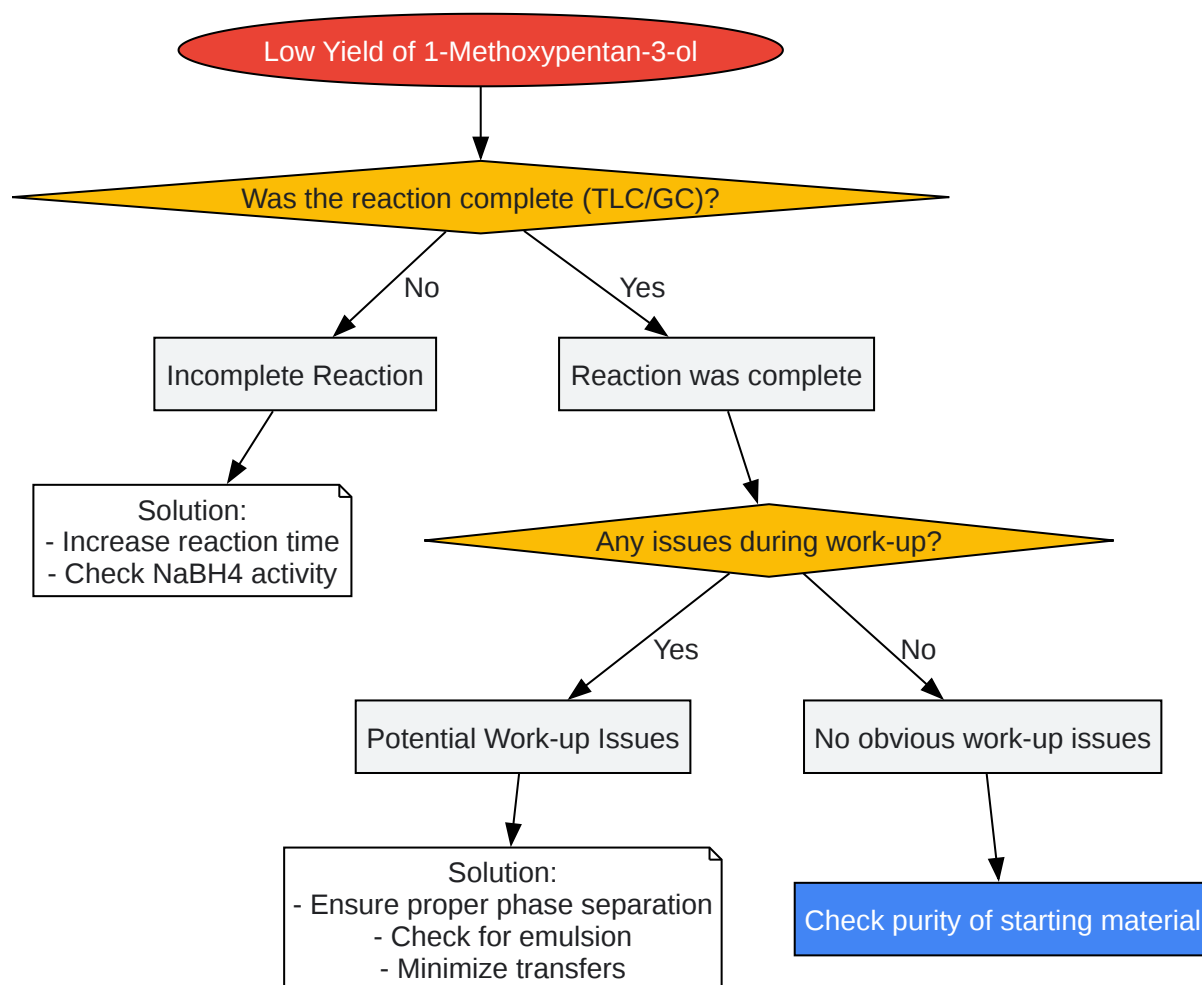 Low Yield of 1-Methoxypentan-3-ol
Was the reaction complete (TLC/GC)?
No
Yes
Incomplete Reaction
Reaction was complete
Solution:
- Increase reaction time
- Check NaBH4 activity
Any issues during work-up?
Yes
No
Potential Work-up Issues
No obvious work-up issues
Solution:
- Ensure proper phase separation
- Check for emulsion
- Minimize transfers
Check purity of starting material